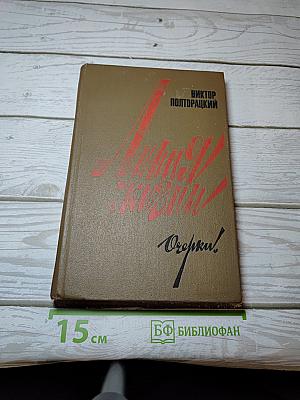 ВИКТОР
ПОЛТОРАЦКИЙ
Линия
жизни
Очерки
15 см
БФ БИБЛИОФАН